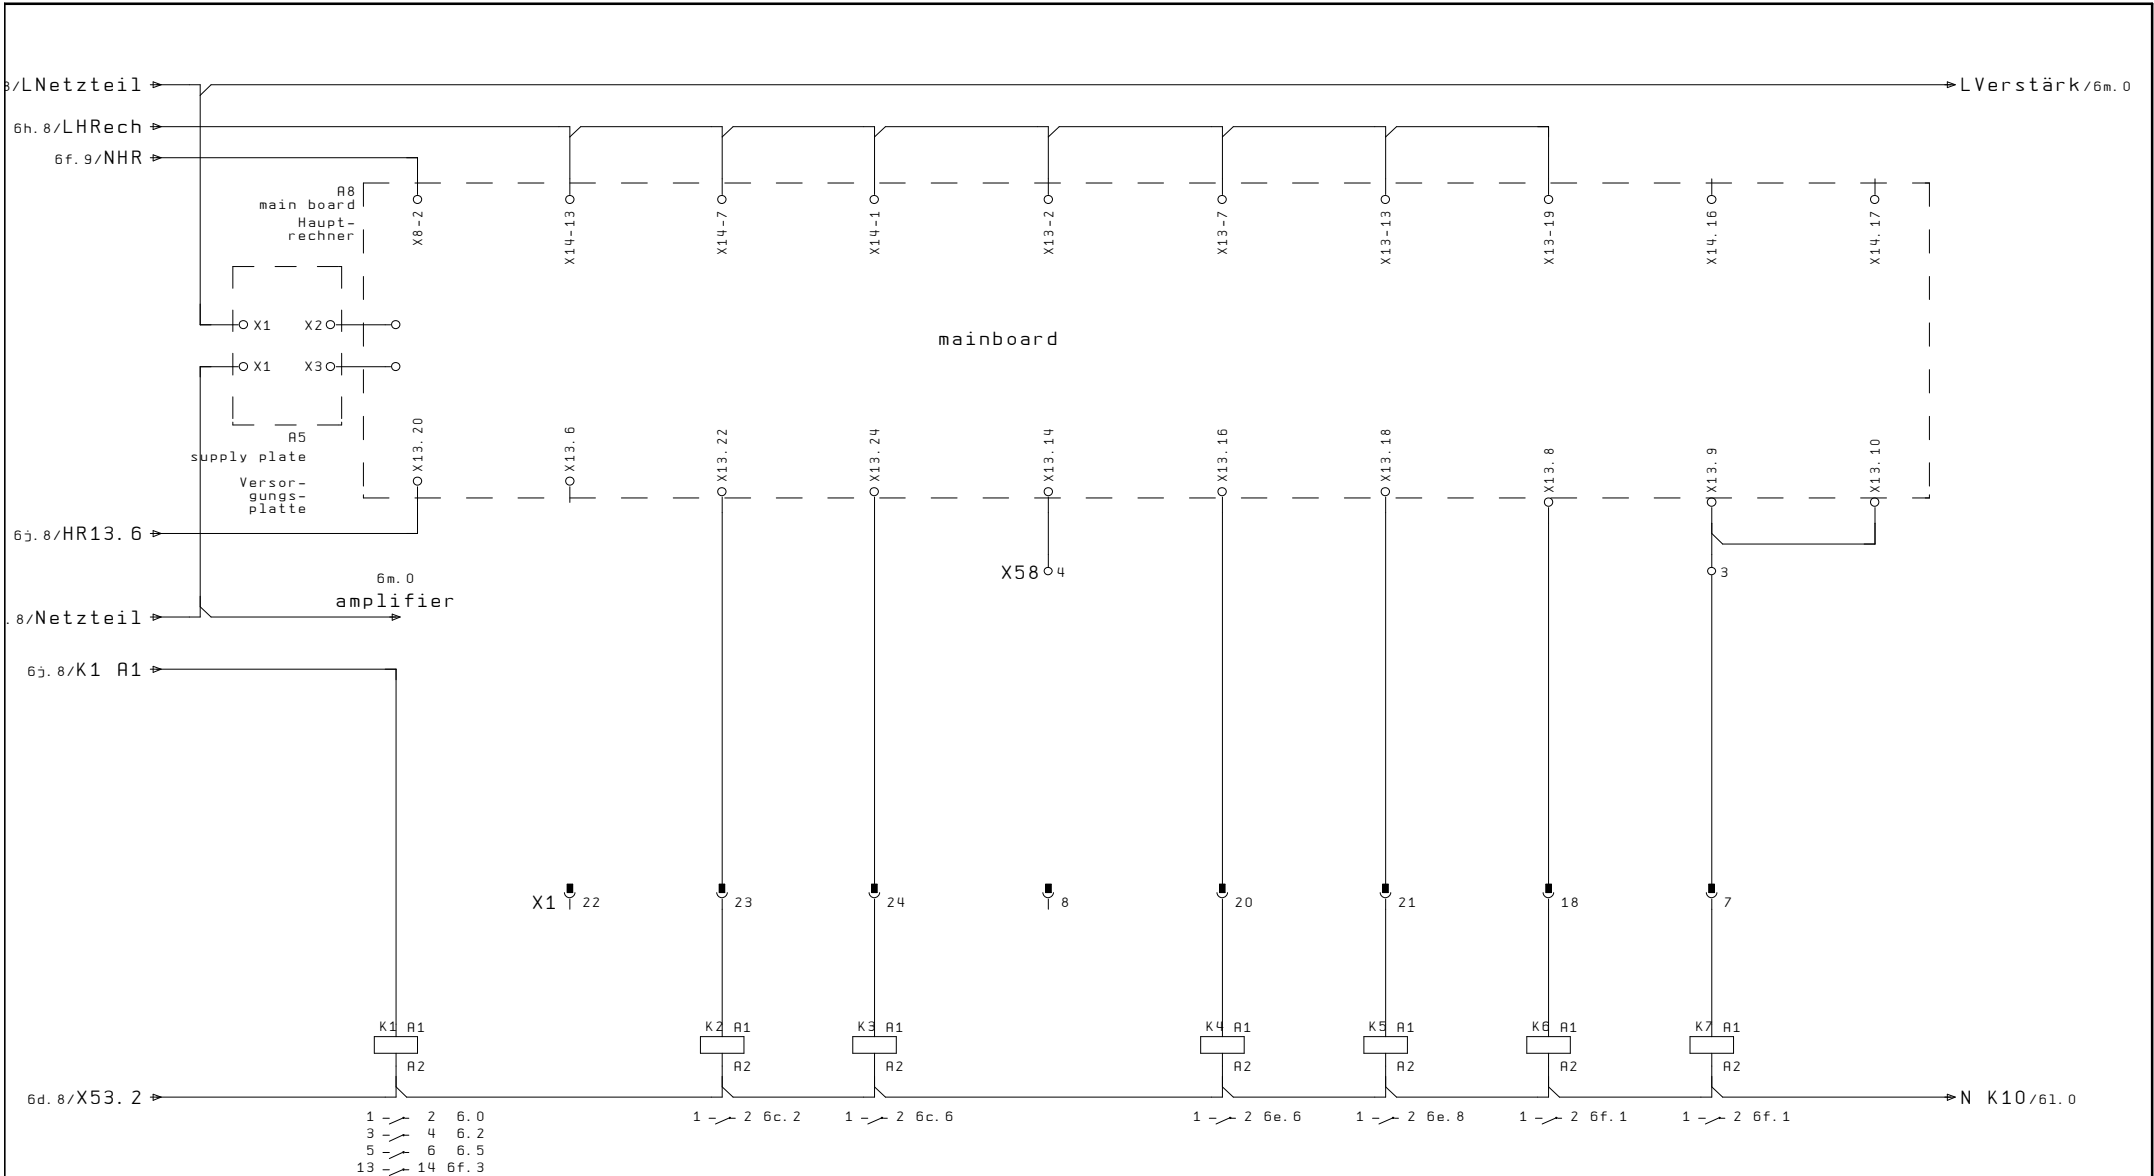 3/LNetzteil
LVerstärk/6m.0
6h.8/LHRech
6f.9/NHR
A8
main board
Haupt-
rechner
X8-2
X14-13
X14-7
X14-1
X13-2
X13-7
X13-13
X13-19
X14.16
X14.17
X1 X2
mainboard
X1 X3
A5
supply plate
Versor-
gungs-
platte
X13.20
X13.6
X13.22
X13.24
X13.14
X13.16
X13.18
X13.8
X13.9
X13.10
6j.8/HR13.6
X58 4
3
6m.0
amplifier
.8/Netzteil
6j.8/K1 A1
X1 22 23 24 8 20 21 18 7
K1 A1 K2 A1 K3 A1 K4 A1 K5 A1 K6 A1 K7 A1
A2 A2 A2 A2 A2 A2 A2
6d.8/X53.2
N K10/6l.0
1 2 6.0 1 2 6c.2 1 2 6c.6 1 2 6e.6 1 2 6e.8 1 2 6f.1 1 2 6f.1
3 4 6.2
5 6 6.5
13 14 6f.3